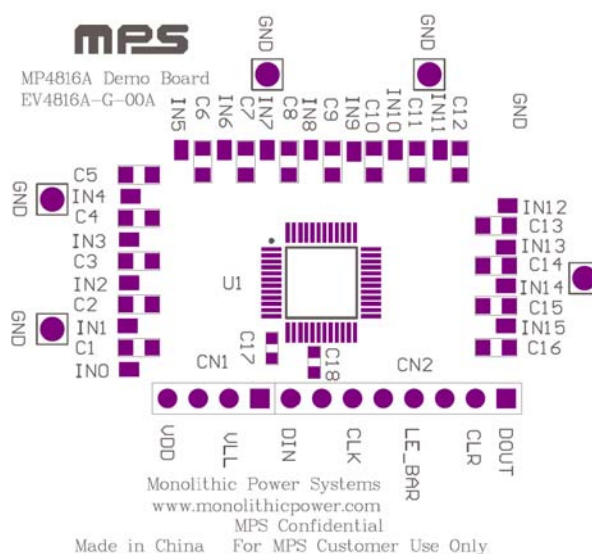 MPS
MP4816A Demo Board
EV4816A-G-00A
GND
GND
GND
IN5
C6
IN6
C7
IN7
C8
IN8
C9
IN9
C10
IN10
C11
IN11
C12
C5
IN4
C4
IN3
C3
IN2
C2
IN1
C1
IN0
GND
GND
IN12
C13
IN13
C14
IN14
C15
IN15
C16
U1
C17
C18
CN1
CN2
VDD
VLL
DIN
CLK
LE_BAR
CLR
DOUT
Monolithic Power Systems
www.monolithicpower.com
MPS Confidential
Made in China For MPS Customer Use Only